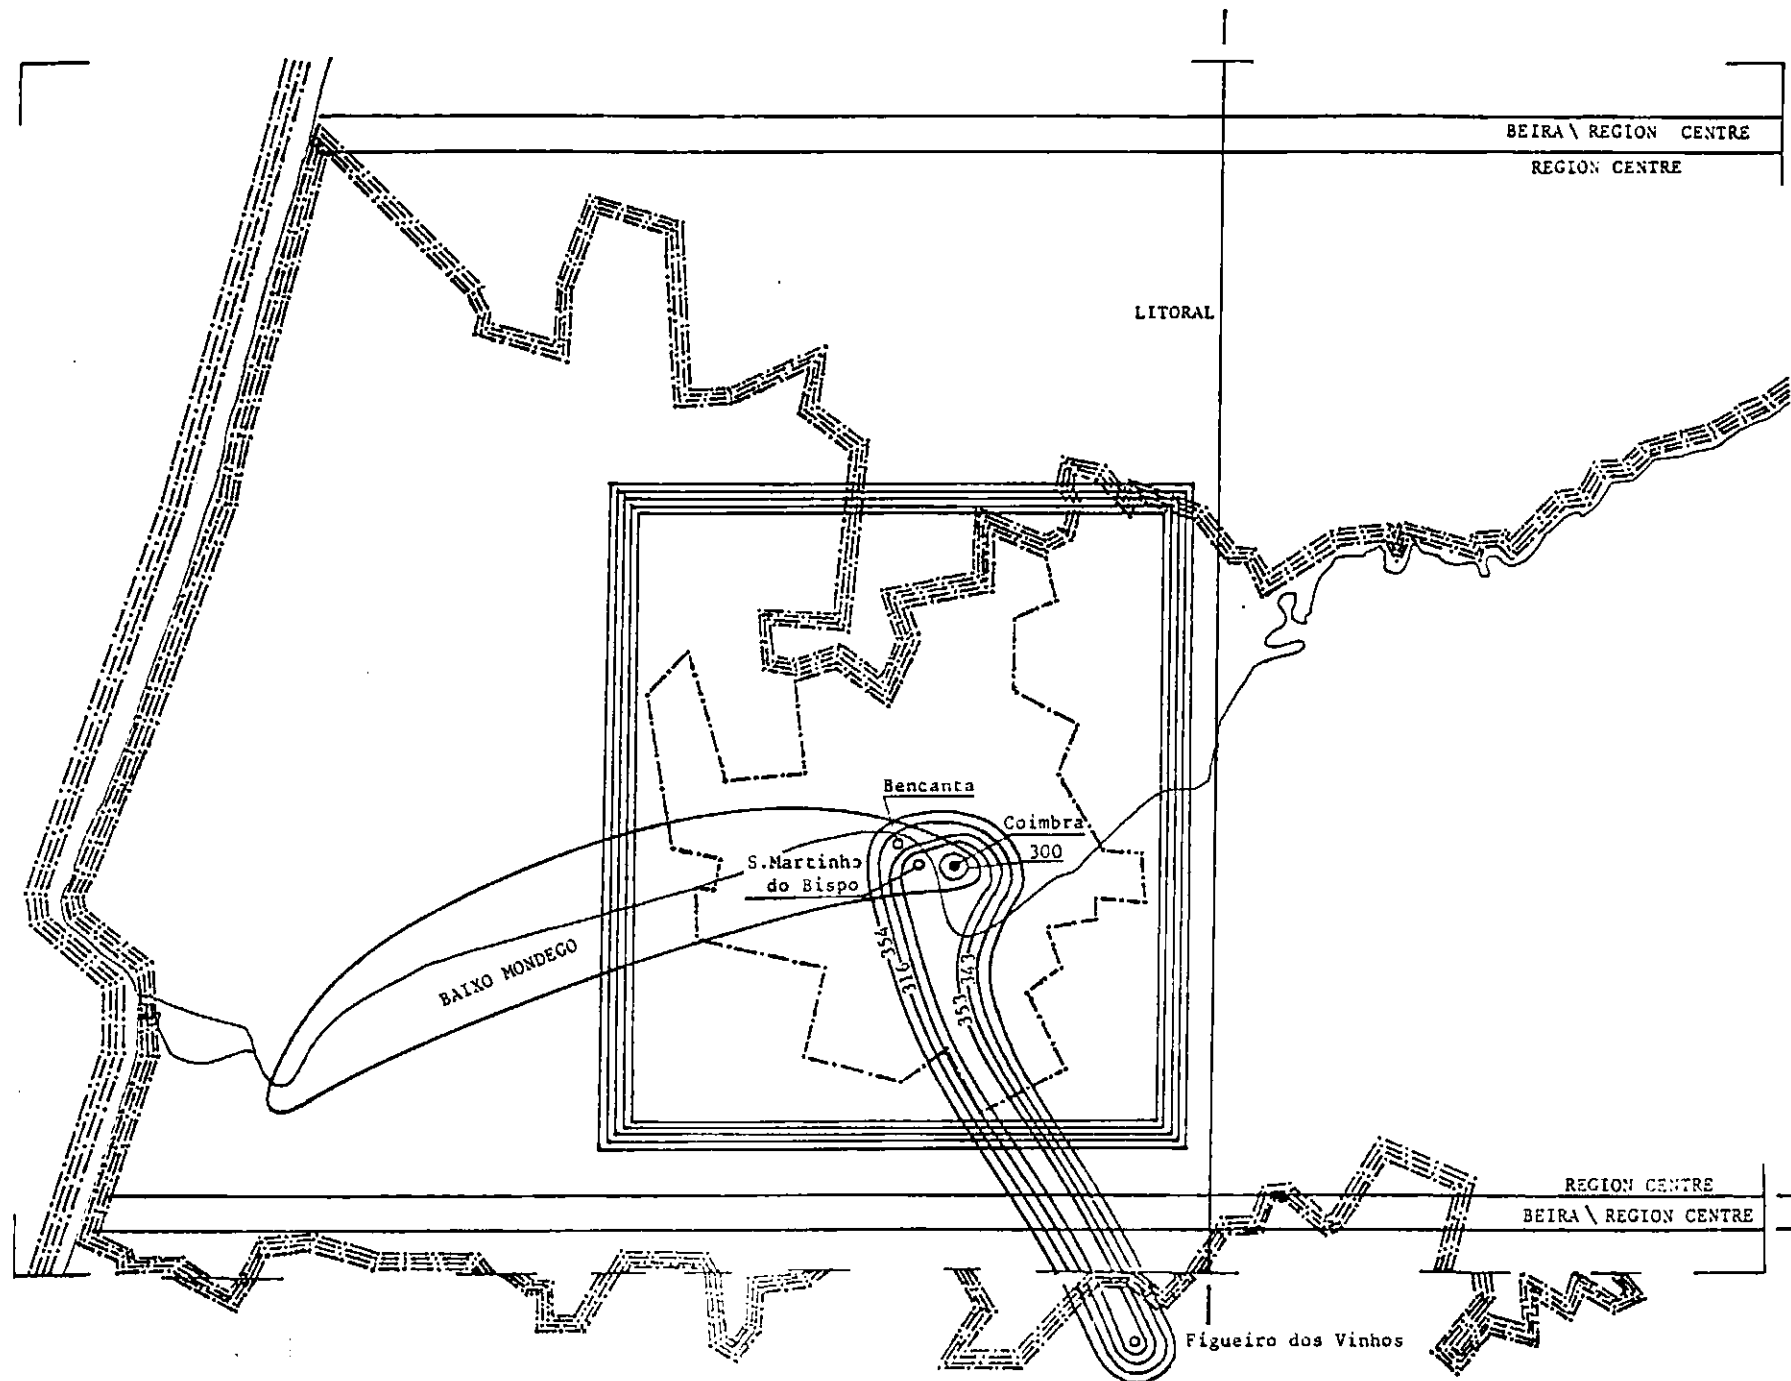 BEIRA \ REGION CENTRE
REGION CENTRE
LITORAL
Bencanta
Coimbra
300
S.Martinho
do Bispo
BAIXO MONDEGO
354
316
343
353
REGION CENTRE
BEIRA \ REGION CENTRE
Figueiro dos Vinhos